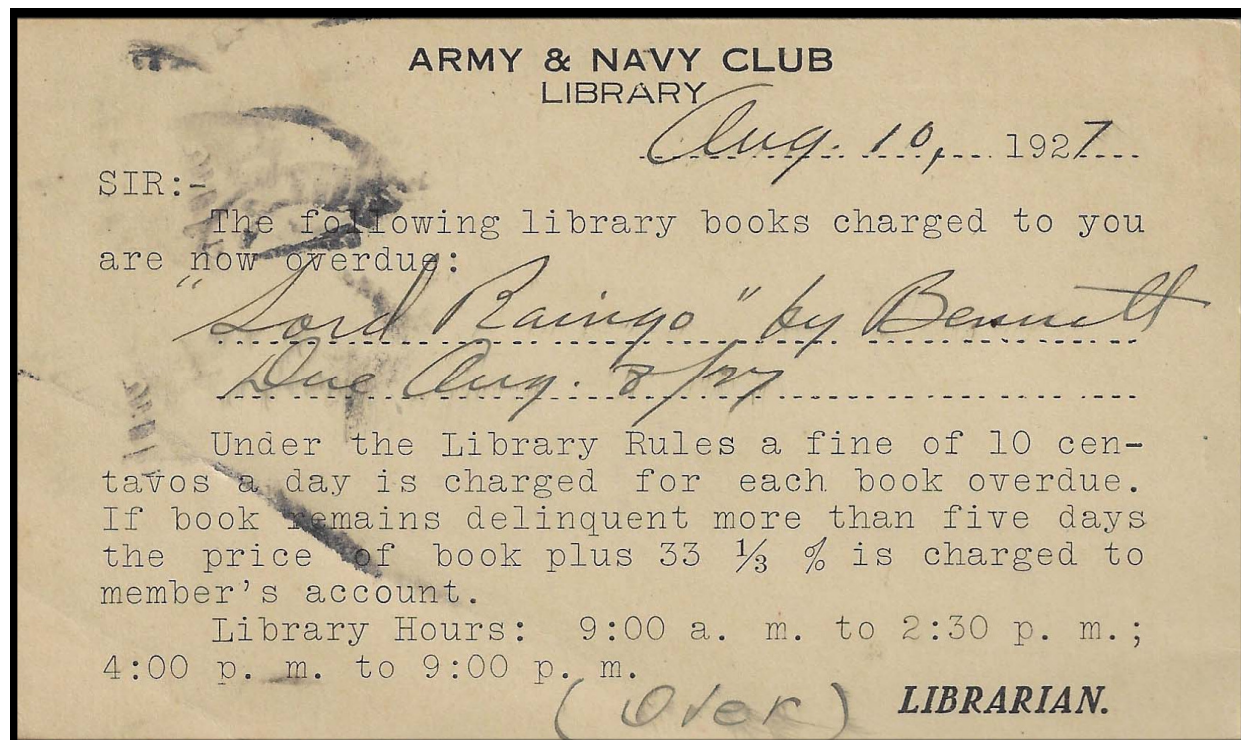 ARMY & NAVY CLUB
LIBRARY
Aug. 10, 1927
SIR:-
The following library books charged to you
are now overdue:
"Lord Raingo" by Bennett
Due Aug. 8/27
Under the Library Rules a fine of 10 cen-
tavos a day is charged for each book overdue.
If book remains delinquent more than five days
the price of book plus 33 ⅓ % is charged to
member's account.
Library Hours: 9:00 a. m. to 2:30 p. m.;
4:00 p. m. to 9:00 p. m.
(Over) LIBRARIAN.